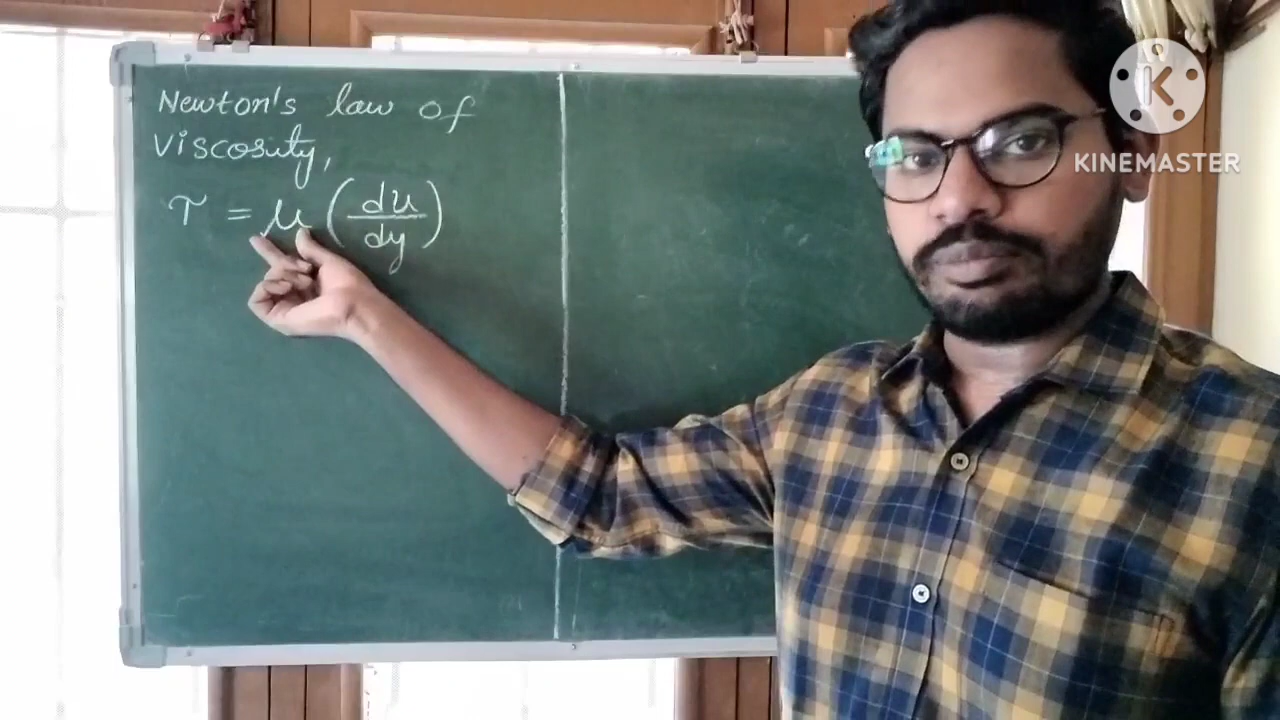 Newton's law of
viscosity,
τ = μ (du/dy)
KINEMASTER